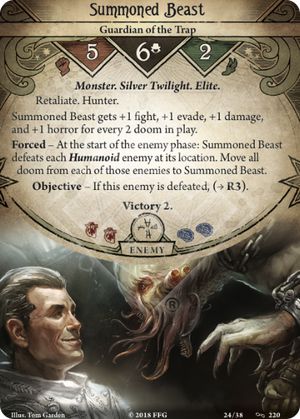 Summoned Beast
Guardian of the Trap
5 6 2
Monster. Silver Twilight. Elite.
Retaliate. Hunter.
Summoned Beast gets +1 fight, +1 evade, +1 damage,
and +1 horror for every 2 doom in play.
Forced – At the start of the enemy phase: Summoned Beast
defeats each Humanoid enemy at its location. Move all
doom from each of those enemies to Summoned Beast.
Objective – If this enemy is defeated, (→ R3).
Victory 2.
ENEMY
Illus. Tom Garden © 2018 FFG 24/38 220